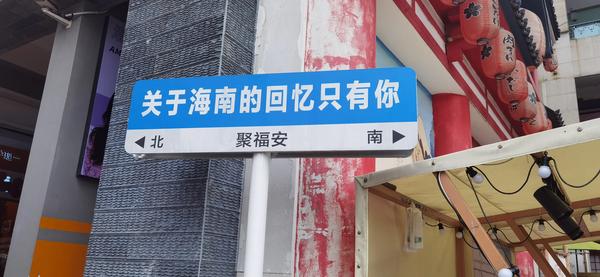 关于海南的回忆只有你
◀ 北 聚福安 南 ▶